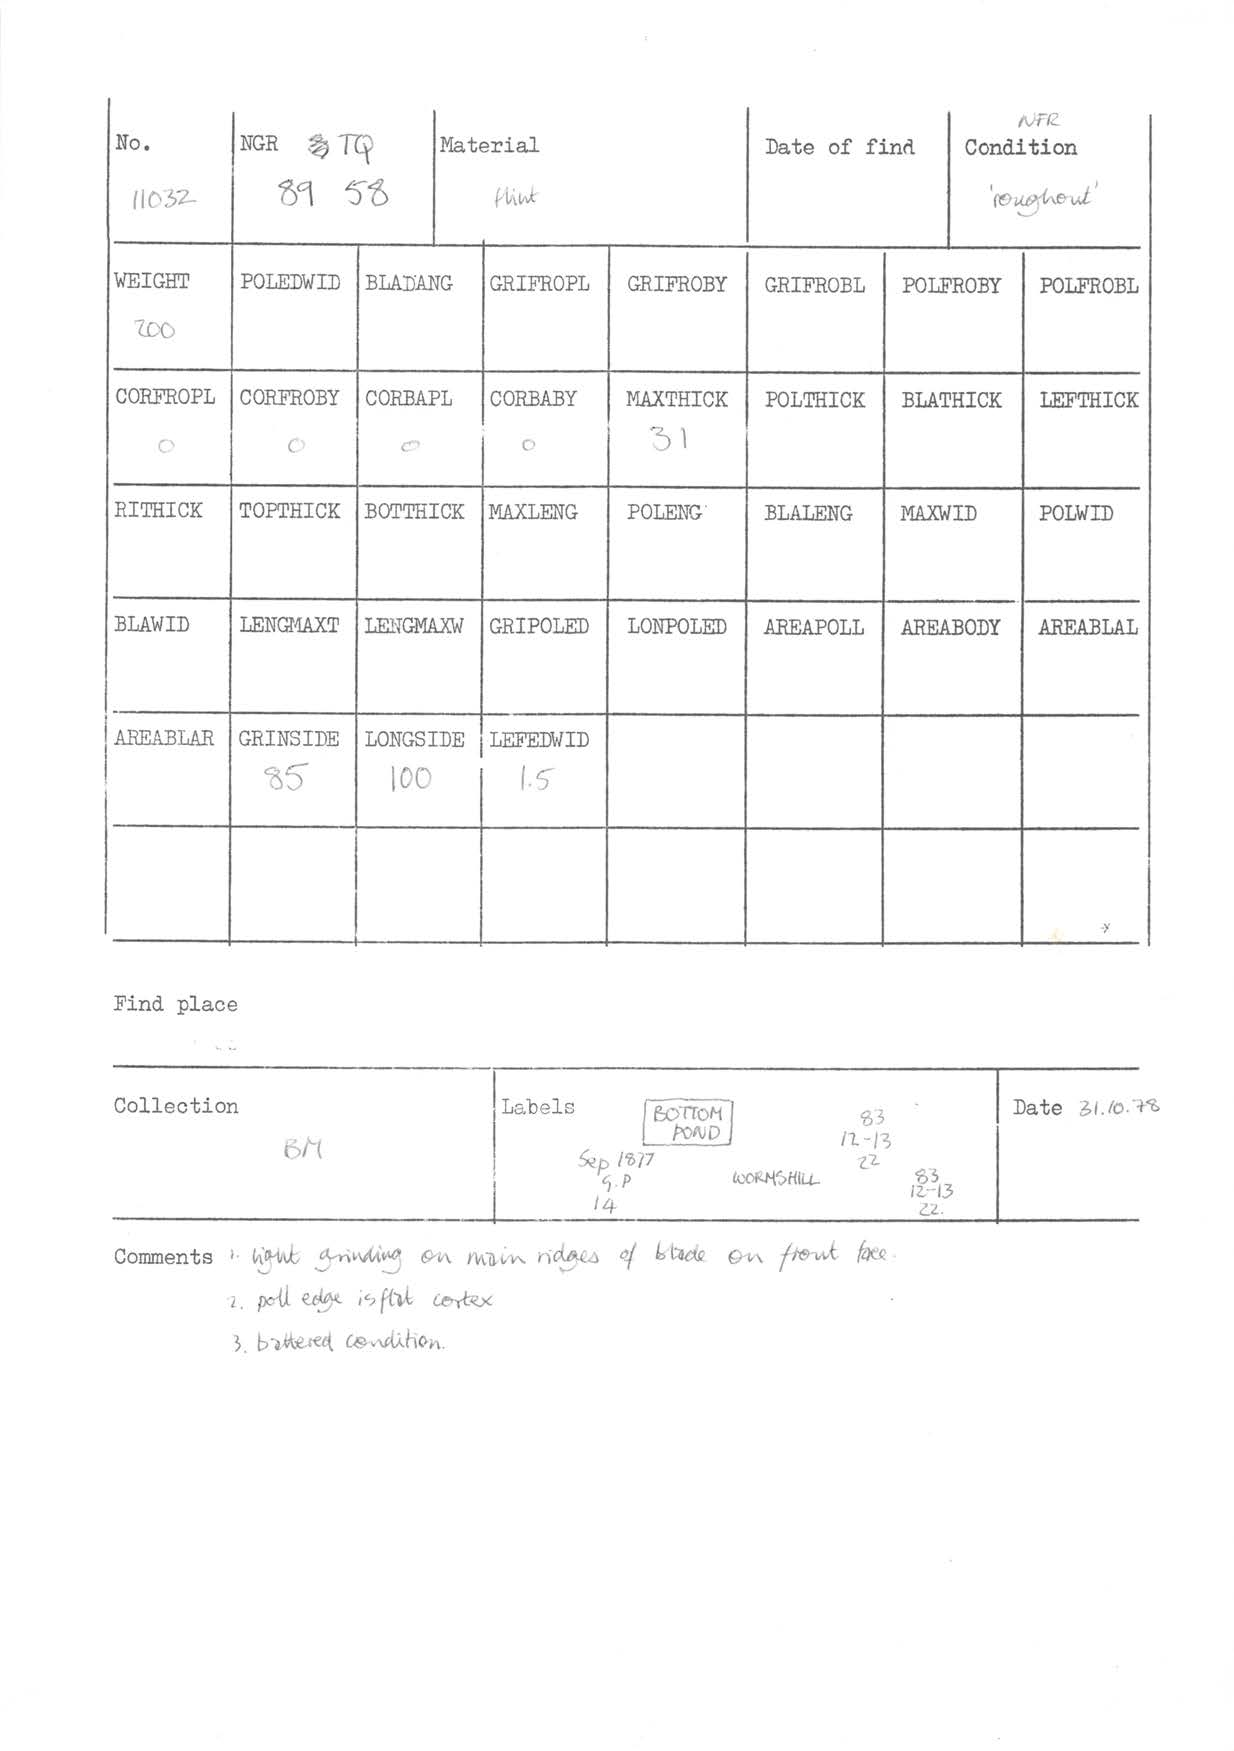 No. NGR TQ Material Date of find NFR Condition
11032 89 58 flint 'roughout'
WEIGHT POLEDWID BLADANG GRIFROPL GRIFROBY GRIFROBL POLFROBY POLFROBL
200
CORFROPL CORFROBY CORBAPL CORBABY MAXTHICK POLTHICK BLATHICK LEFTHICK
0 0 0 0 31
RITHICK TOPTHICK BOTTHICK MAXLENG POLENG BLALENG MAXWID POLWID
BLAWID LENGMAXT LENGMAXW GRIPOLED LONPOLED AREAPOLL AREABODY AREABLAL
AREABLAR GRINSIDE LONGSIDE LEFEDWID
85 100 1.5
Find place
Collection
BM
Labels
BOTTOM
POND
Sep 1877
G.P
14
WORMSHILL
83
12-13
22
83
12-13
22.
Date 31.10.78
Comments 1. light grinding on main ridges of blade on front face.
2. poll edge is flat cortex
3. battered condition.